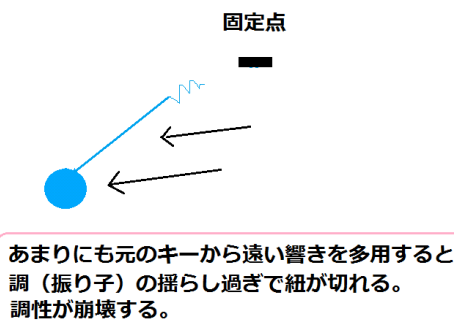 固定点
あまりにも元のキーから遠い響きを多用すると
調（振り子）の揺らし過ぎで紐が切れる。
調性が崩壊する。